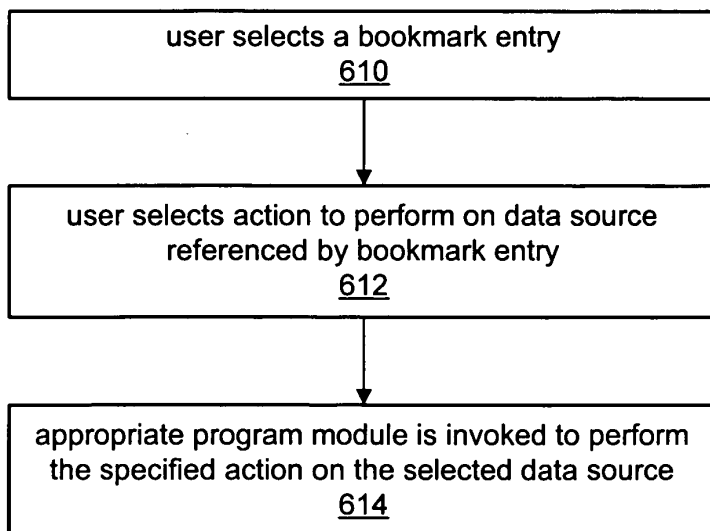 user selects a bookmark entry
610
user selects action to perform on data source
referenced by bookmark entry
612
appropriate program module is invoked to perform
the specified action on the selected data source
614